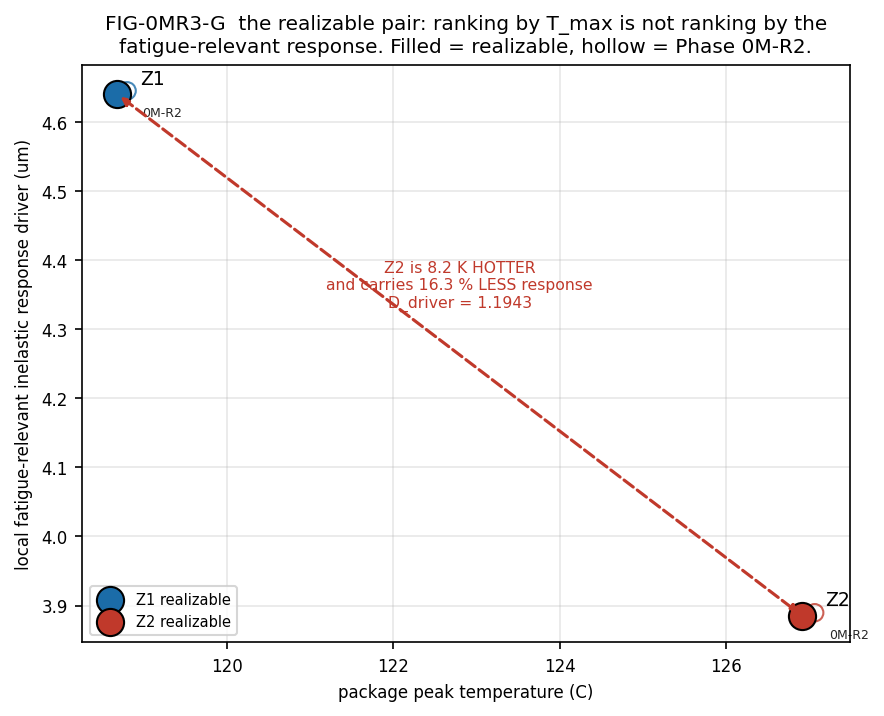 FIG-0MR3-G  the realizable pair: ranking by T_max is not ranking by the
fatigue-relevant response. Filled = realizable, hollow = Phase 0M-R2.
local fatigue-relevant inelastic response driver (um)
4.6
4.5
4.4
4.3
4.2
4.1
4.0
3.9
Z1
0M-R2
Z2 is 8.2 K HOTTER
and carries 16.3 % LESS response
D_driver = 1.1943
Z2
0M-R2
Z1 realizable
Z2 realizable
120
122
124
126
package peak temperature (C)